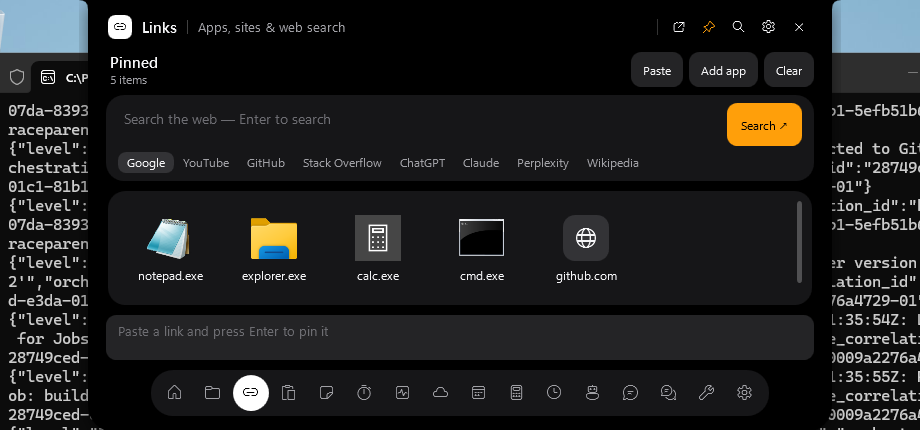 Links
Apps, sites & web search
Pinned
5 items
Paste
Add app
Clear
Search the web — Enter to search
Search ↗
Google
YouTube
GitHub
Stack Overflow
ChatGPT
Claude
Perplexity
Wikipedia
notepad.exe
explorer.exe
calc.exe
cmd.exe
github.com
Paste a link and press Enter to pin it
C:\P
07da-8393
raceparen
{"level":
chestrati
01c1-81b1
{"level":
07da-8393
raceparen
{"level":
2'","orch
d-e3da-01
{"level":
for Jobs
28749ced-
{"level":
ob: build
28749ced-
b1-5efb51b
cted to Git
id":"28749
-01"}
tion_id":"
b1-5efb51b
er version
lation_id"
76a4729-01"
1:35:54Z:
e_correlati
0009a2276a
1:35:55Z:
e_correlati
0009a2276a